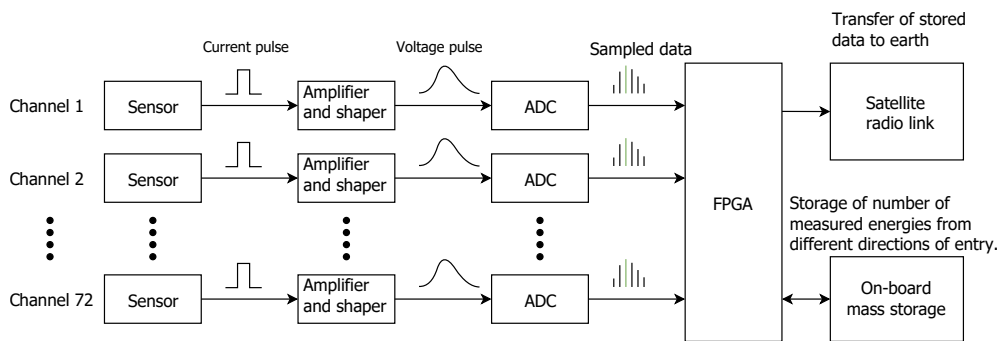 Transfer of stored
data to earth
Current pulse
Voltage pulse
Sampled data
Channel 1
Sensor
Amplifier
and shaper
ADC
Satellite
radio link
Channel 2
Sensor
Amplifier
and shaper
ADC
FPGA
Storage of number of
measured energies from
different directions of entry.
Channel 72
Sensor
Amplifier
and shaper
ADC
On-board
mass storage